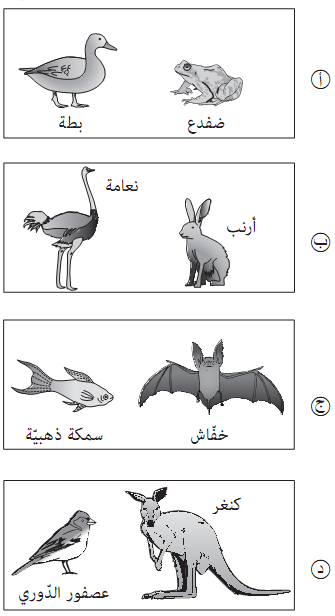 أ
ضفدع
بطة
ب
نعامة
أرنب
ج
خفّاش
سمكة ذهبيّة
د
كنغر
عصفور الدّوري